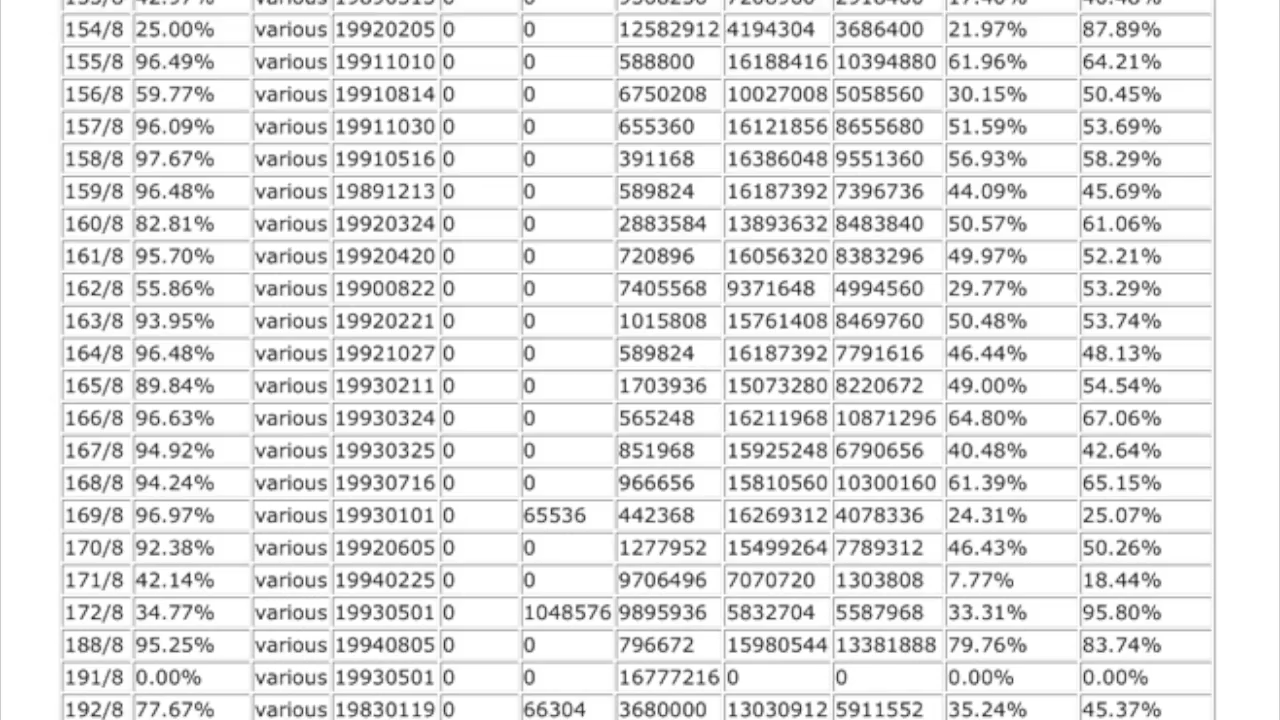 154/8 25.00% various 19920205 0 0 12582912 4194304 3686400 21.97% 87.89%
155/8 96.49% various 19911010 0 0 588800 16188416 10394880 61.96% 64.21%
156/8 59.77% various 19910814 0 0 6750208 10027008 5058560 30.15% 50.45%
157/8 96.09% various 19911030 0 0 655360 16121856 8655680 51.59% 53.69%
158/8 97.67% various 19910516 0 0 391168 16386048 9551360 56.93% 58.29%
159/8 96.48% various 19891213 0 0 589824 16187392 7396736 44.09% 45.69%
160/8 82.81% various 19920324 0 0 2883584 13893632 8483840 50.57% 61.06%
161/8 95.70% various 19920420 0 0 720896 16056320 8383296 49.97% 52.21%
162/8 55.86% various 19900822 0 0 7405568 9371648 4994560 29.77% 53.29%
163/8 93.95% various 19920221 0 0 1015808 15761408 8469760 50.48% 53.74%
164/8 96.48% various 19921027 0 0 589824 16187392 7791616 46.44% 48.13%
165/8 89.84% various 19930211 0 0 1703936 15073280 8220672 49.00% 54.54%
166/8 96.63% various 19930324 0 0 565248 16211968 10871296 64.80% 67.06%
167/8 94.92% various 19930325 0 0 851968 15925248 6790656 40.48% 42.64%
168/8 94.24% various 19930716 0 0 966656 15810560 10300160 61.39% 65.15%
169/8 96.97% various 19930101 0 65536 442368 16269312 4078336 24.31% 25.07%
170/8 92.38% various 19920605 0 0 1277952 15499264 7789312 46.43% 50.26%
171/8 42.14% various 19940225 0 0 9706496 7070720 1303808 7.77% 18.44%
172/8 34.77% various 19930501 0 1048576 9895936 5832704 5587968 33.31% 95.80%
188/8 95.25% various 19940805 0 0 796672 15980544 13381888 79.76% 83.74%
191/8 0.00% various 19930501 0 0 16777216 0 0 0.00% 0.00%
192/8 77.67% various 19830119 0 66304 3680000 13030912 5911552 35.24% 45.37%